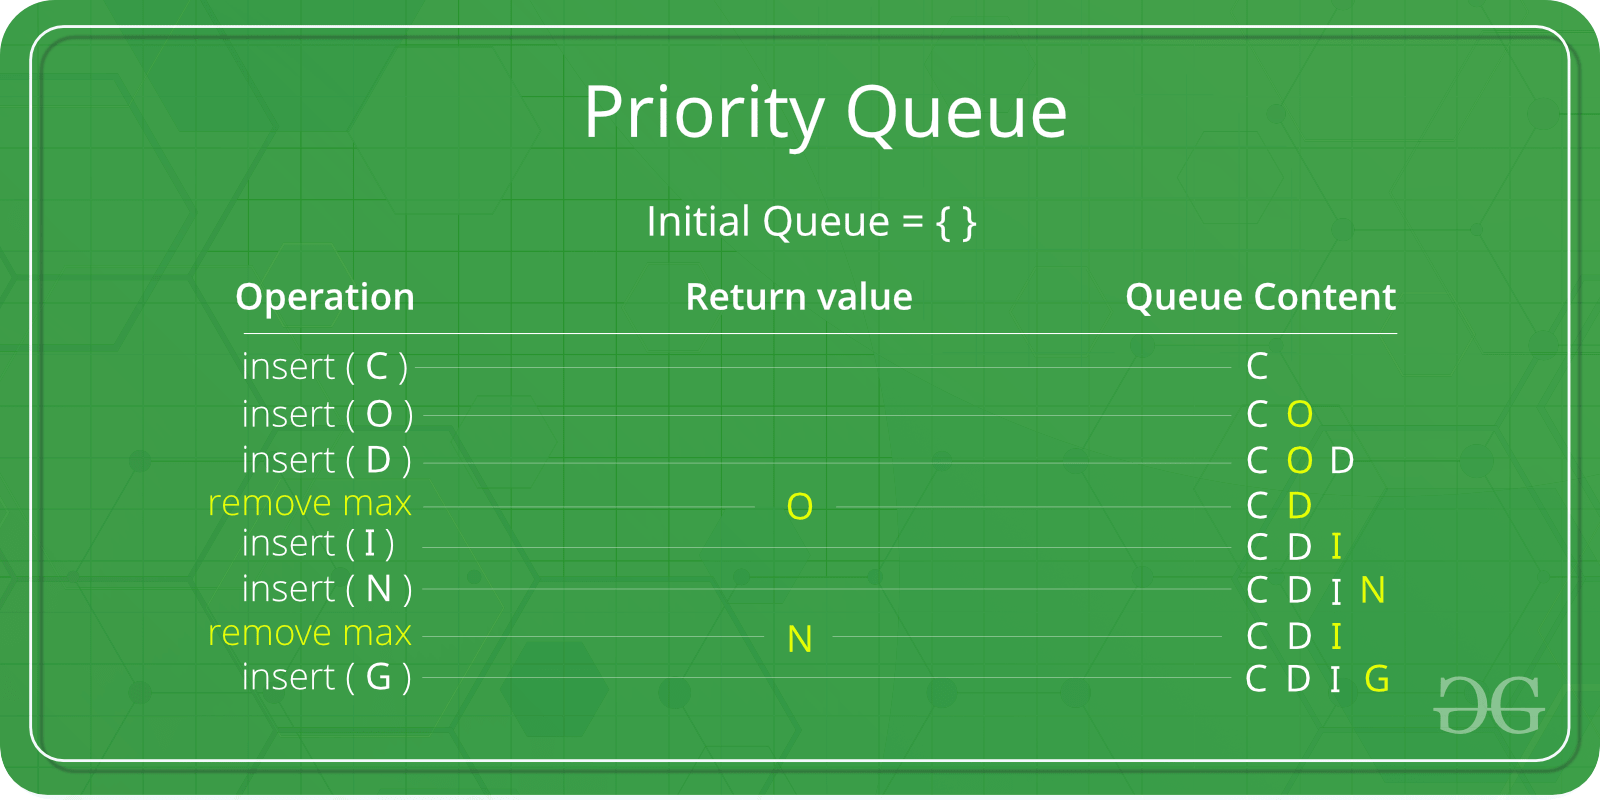 Priority Queue
Initial Queue = { }
Operation Return value Queue Content
insert ( C ) C
insert ( O ) C O
insert ( D ) C O D
remove max O C D
insert ( I ) C D I
insert ( N ) C D I N
remove max N C D I
insert ( G ) C D I G
GG